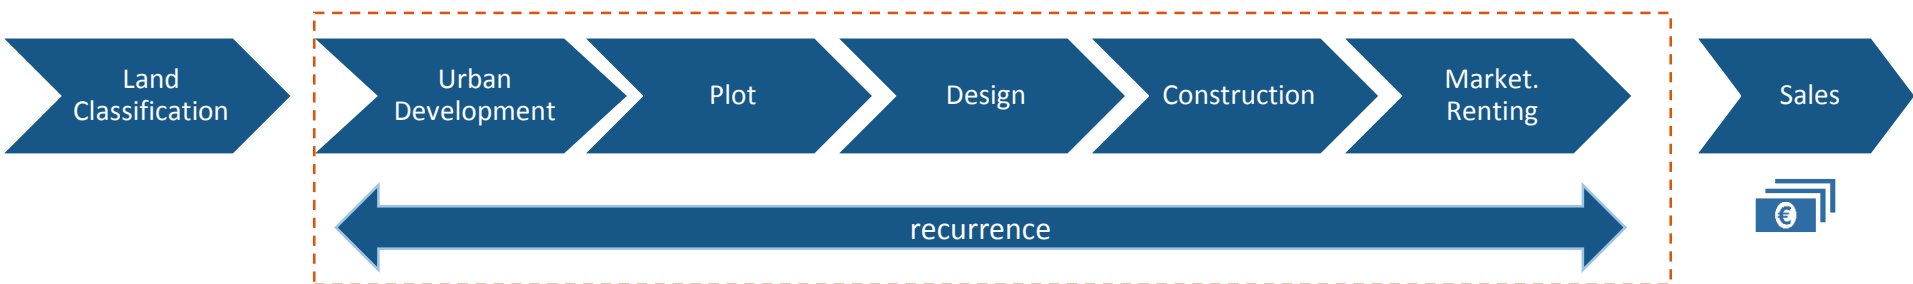 Land
Classification
Urban
Development
Plot
Design
Construction
Market.
Renting
Sales
recurrence
€